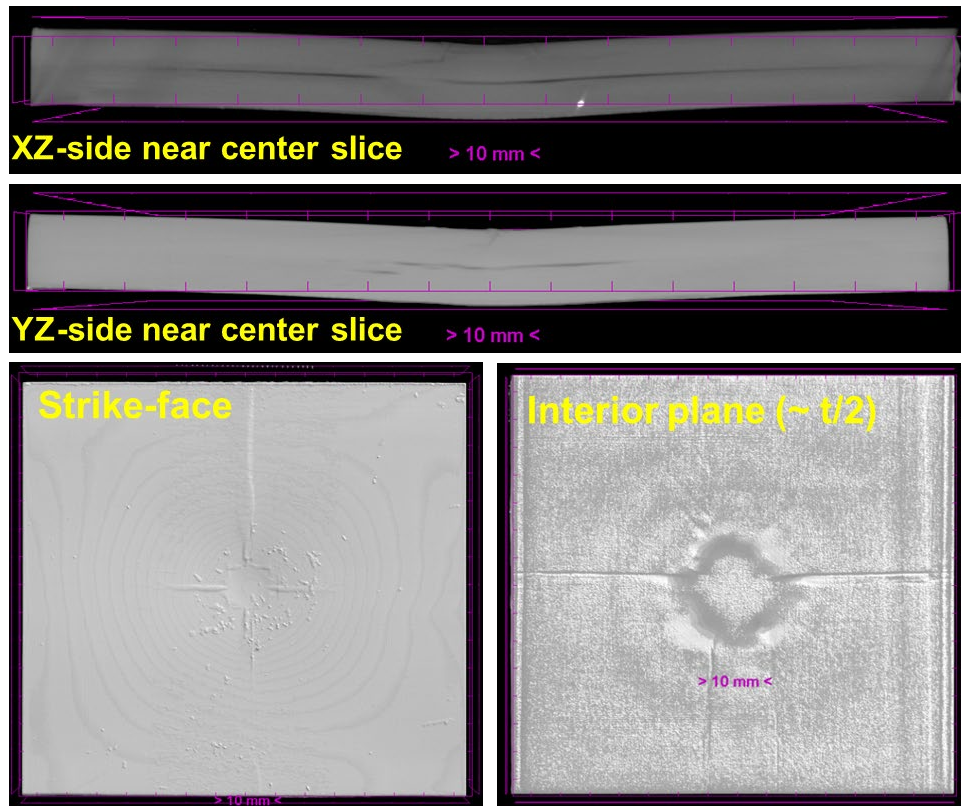 XZ-side near center slice
> 10 mm <
YZ-side near center slice
> 10 mm <
Strike-face
> 10 mm <
Interior plane (~ t/2)
> 10 mm <